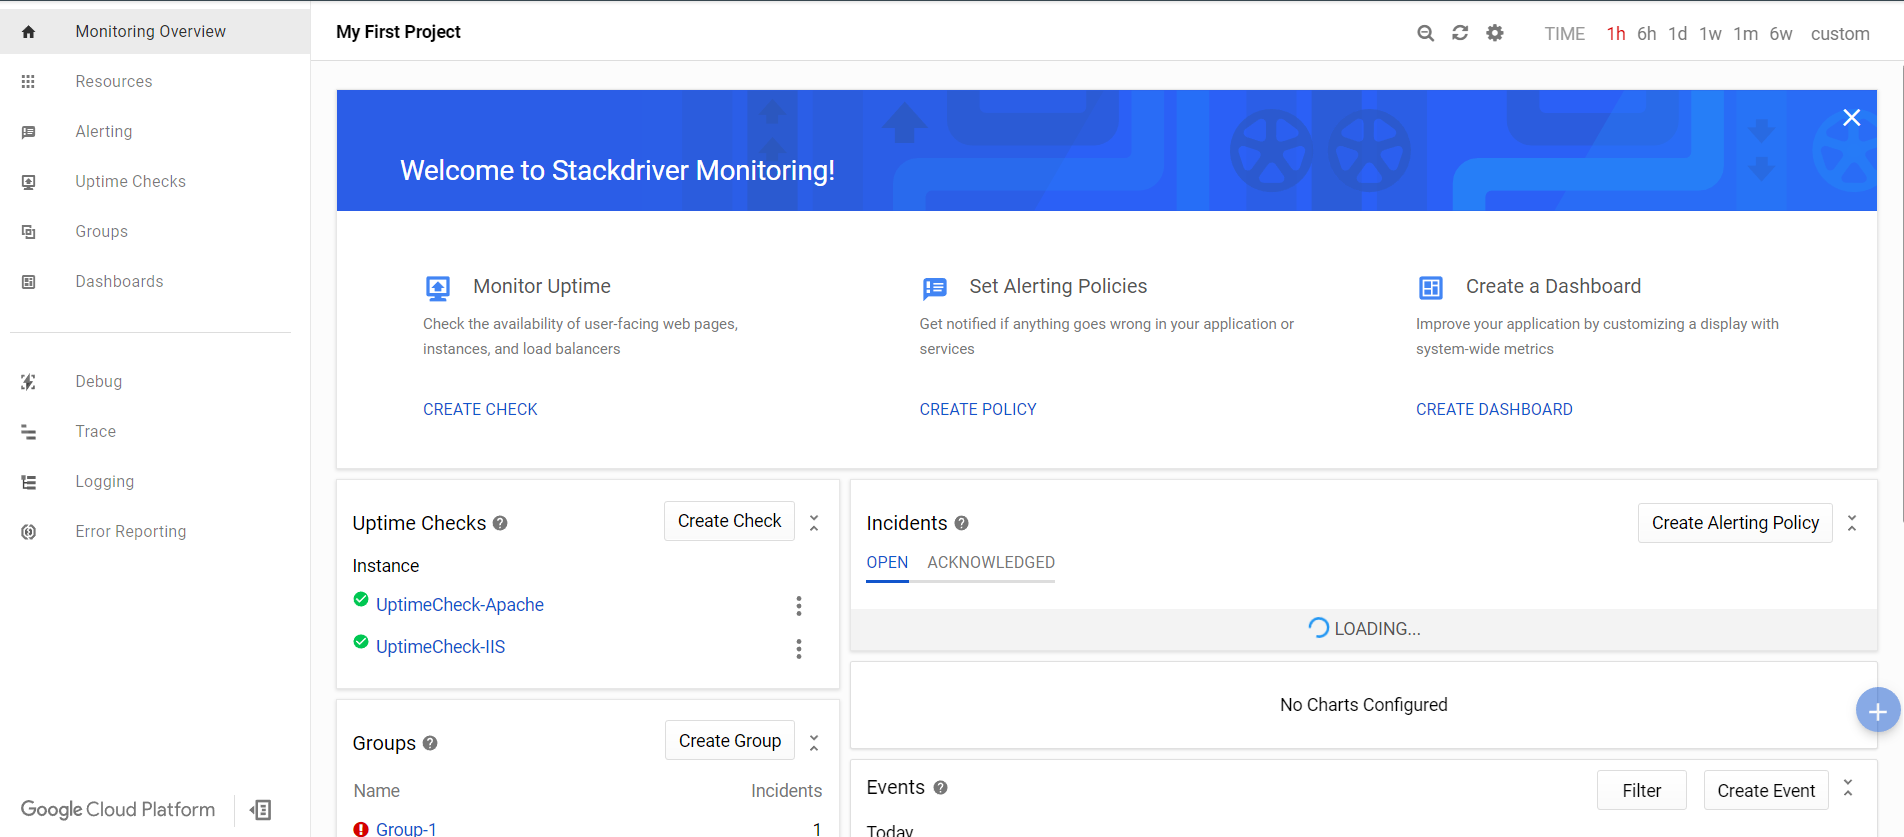 Monitoring Overview
Resources
Alerting
Uptime Checks
Groups
Dashboards
Debug
Trace
Logging
Error Reporting
Google Cloud Platform
My First Project
TIME 1h 6h 1d 1w 1m 6w custom
Welcome to Stackdriver Monitoring!
Monitor Uptime
Check the availability of user-facing web pages,
instances, and load balancers
CREATE CHECK
Set Alerting Policies
Get notified if anything goes wrong in your application or
services
CREATE POLICY
Create a Dashboard
Improve your application by customizing a display with
system-wide metrics
CREATE DASHBOARD
Uptime Checks
Create Check
Instance
UptimeCheck-Apache
UptimeCheck-IIS
Groups
Create Group
Name Incidents
Group-1 1
Incidents
Create Alerting Policy
OPEN ACKNOWLEDGED
LOADING...
No Charts Configured
Events
Filter
Create Event
Today